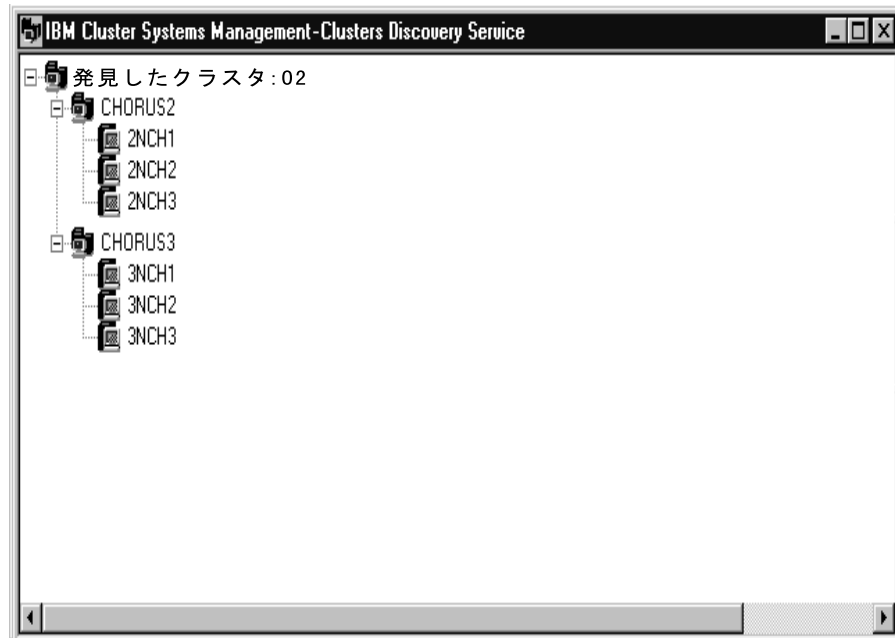 IBM Cluster Systems Management-Clusters Discovery Service
発見したクラスタ:02
CHORUS2
2NCH1
2NCH2
2NCH3
CHORUS3
3NCH1
3NCH2
3NCH3